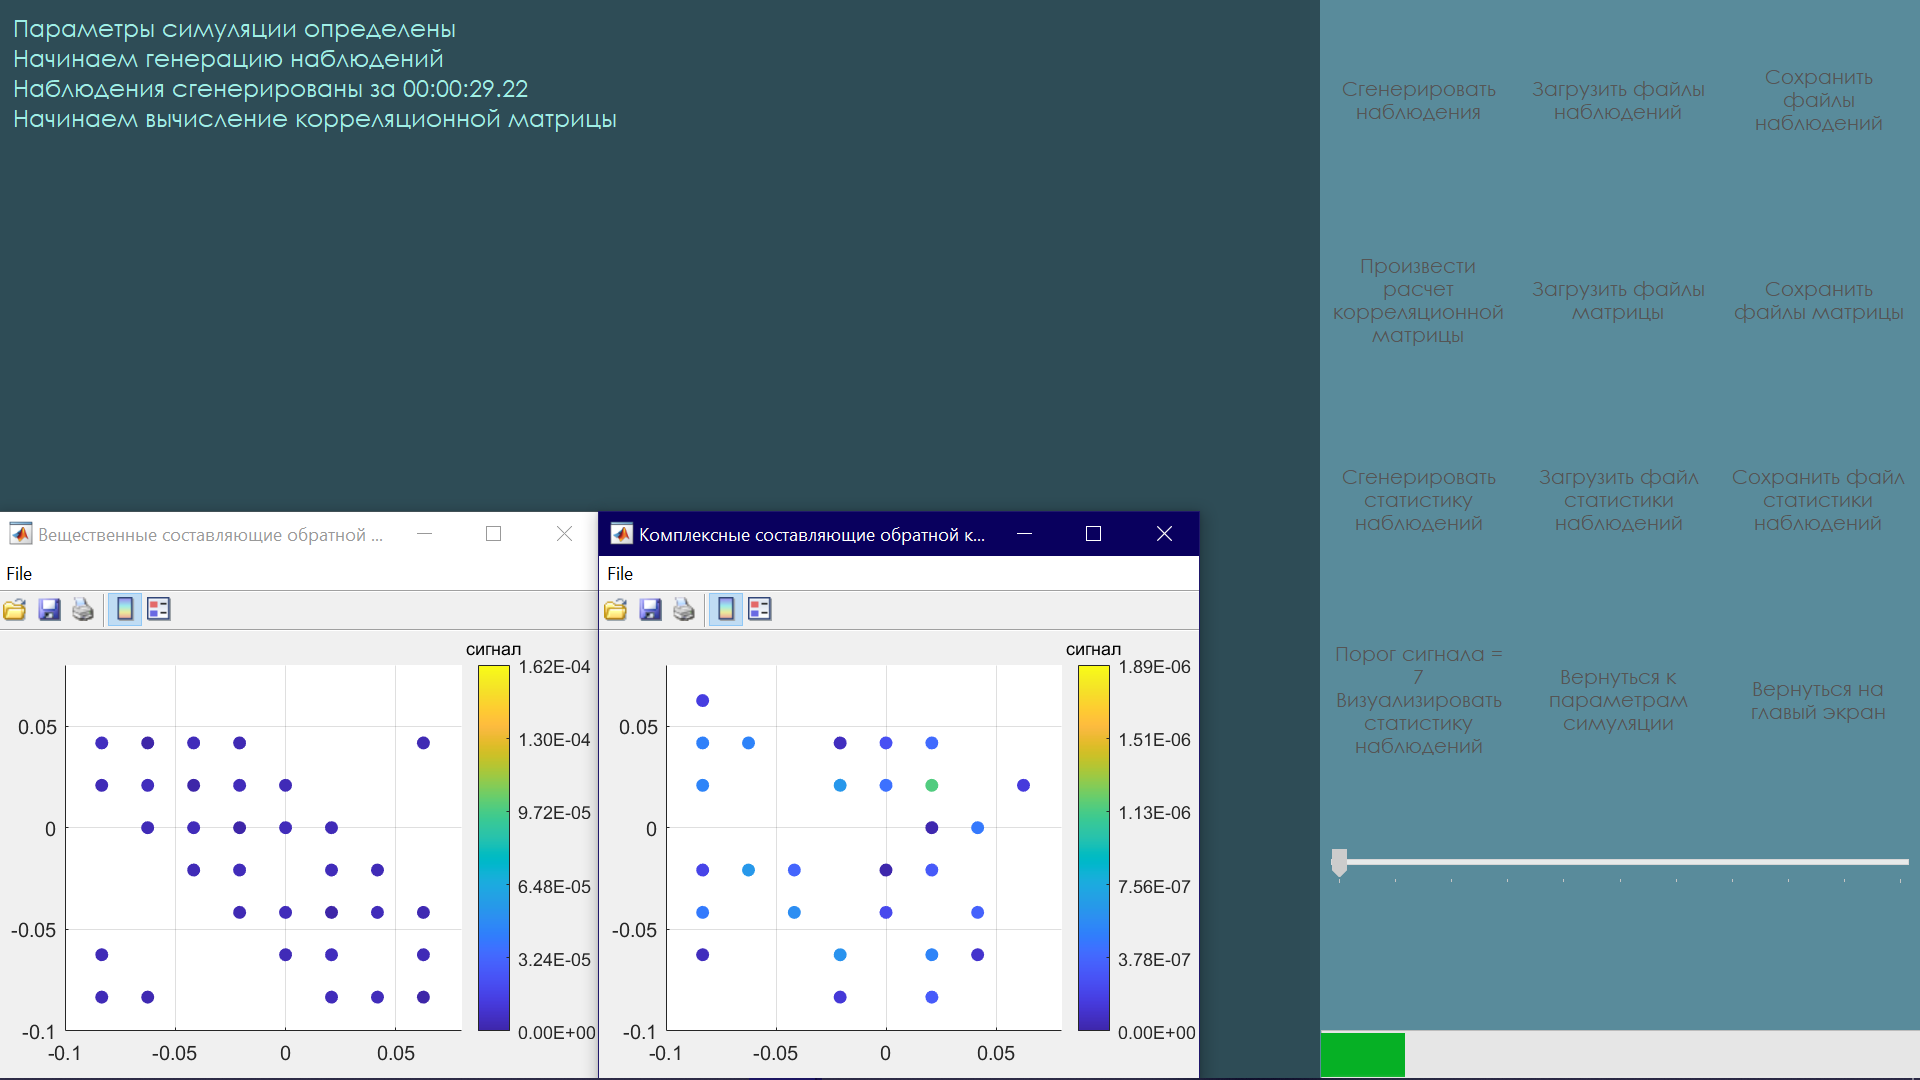 Параметры симуляции определены
Начинаем генерацию наблюдений
Наблюдения сгенерированы за 00:00:29.22
Начинаем вычисление корреляционной матрицы
Сгенерировать
наблюдения
Загрузить файлы
наблюдений
Сохранить
файлы
наблюдений
Произвести
расчет
корреляционной
матрицы
Загрузить файлы
матрицы
Сохранить
файлы матрицы
Сгенерировать
статистику
наблюдений
Загрузить файл
статистики
наблюдений
Сохранить файл
статистики
наблюдений
Порог сигнала =
7
Визуализировать
статистику
наблюдений
Вернуться к
параметрам
симуляции
Вернуться на
главый экран
Вещественные составляющие обратной ...
File
сигнал
1.62E-04
1.30E-04
9.72E-05
6.48E-05
3.24E-05
0.00E+00
0.05
0
-0.05
-0.1
-0.1
-0.05
0
0.05
Комплексные составляющие обратной к...
File
сигнал
1.89E-06
1.51E-06
1.13E-06
7.56E-07
3.78E-07
0.00E+00
0.05
0
-0.05
-0.1
-0.1
-0.05
0
0.05